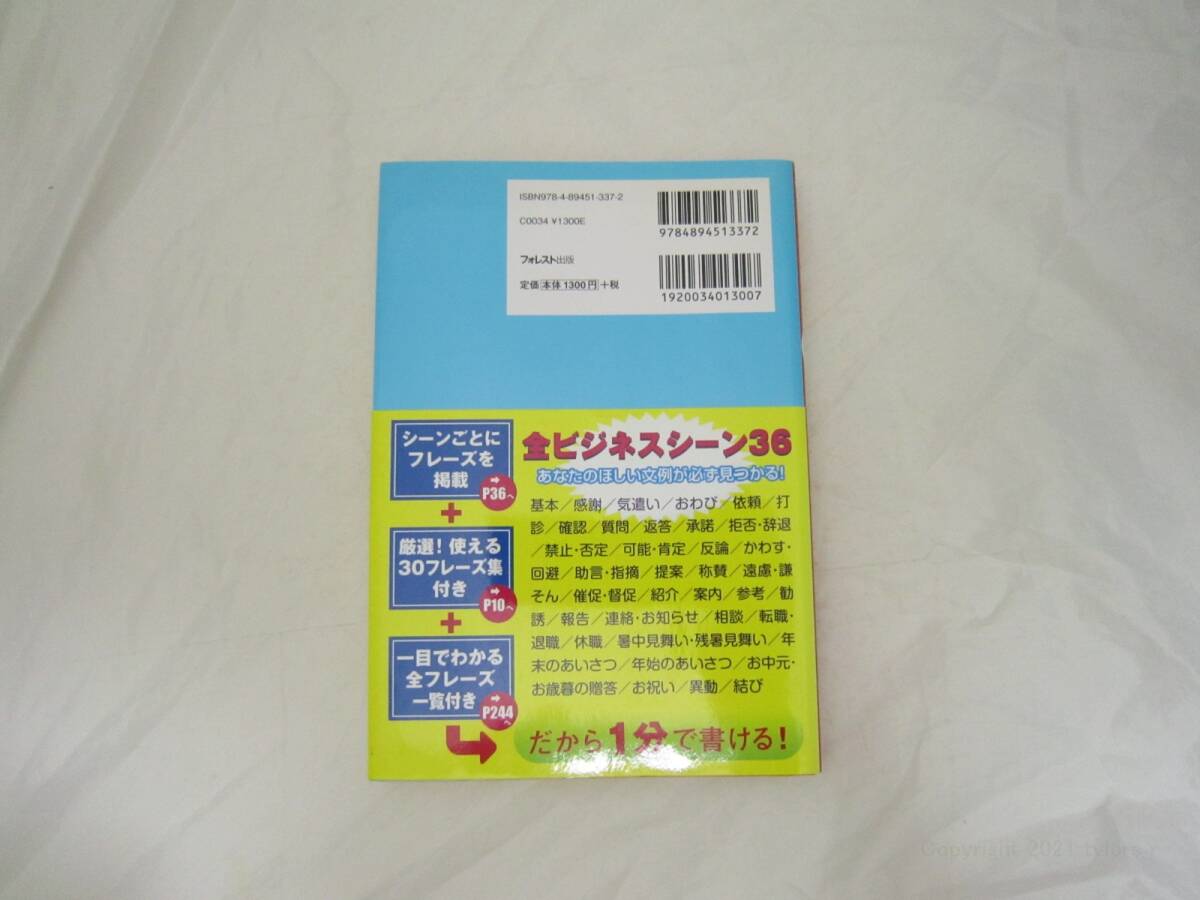 ISBN978-4-89451-337-2
C0034 ¥1300E
フォレスト出版
定価 本体1300円 +税
9784894513372
1920034013007
シーンごとに
フレーズを
掲載
➡
P36へ
+
厳選！使える
30フレーズ集
付き
➡
P10へ
+
一目でわかる
全フレーズ
一覧付き
➡
P244へ
全ビジネスシーン36
あなたのほしい文例が必ず見つかる！
基本／感謝／気遣い／おわび／依頼／打
診／確認／質問／返答／承諾／拒否・辞退
／禁止・否定／可能・肯定／反論／かわす・
回避／助言・指摘／提案／称賛／遠慮・謙
そん／催促・督促／紹介／案内／参考／勧
誘／報告／連絡・お知らせ／相談／転職・
退職／休職／暑中見舞い・残暑見舞い／年
末のあいさつ／年始のあいさつ／お中元・
お歳暮の贈答／お祝い／異動／結び
だから1分で書ける！
Copyright 2021 tyfors